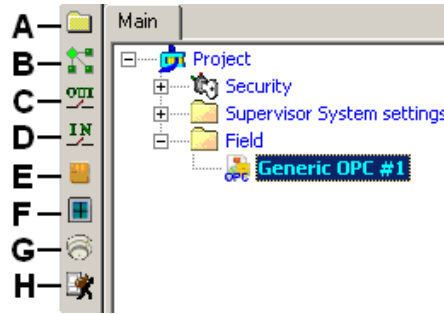 Main
A
B
C OUT
D IN
E
F
G
H
Project
Security
Supervisor System settings
Field
OPC Generic OPC #1